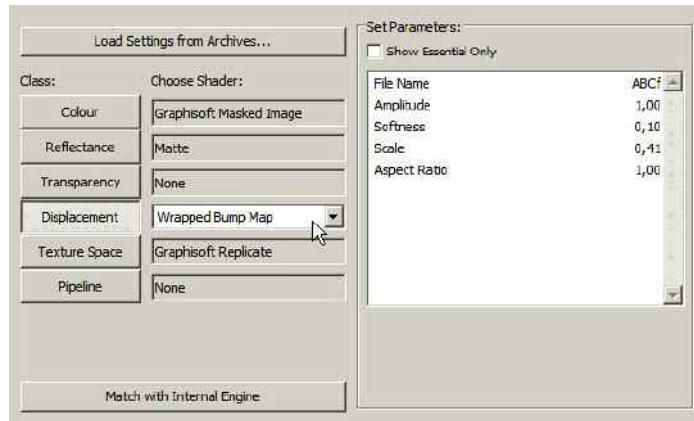 Load Settings from Archives...
Class:
Choose Shader:
Colour
Graphisoft Masked Image
Reflectance
Matte
Transparency
None
Displacement
Wrapped Bump Map
Texture Space
Graphisoft Replicate
Pipeline
None
Match with Internal Engine
Set Parameters:
Show Essential Only
File Name ABCf
Amplitude 1,00
Softness 0,10
Scale 0,41
Aspect Ratio 1,00